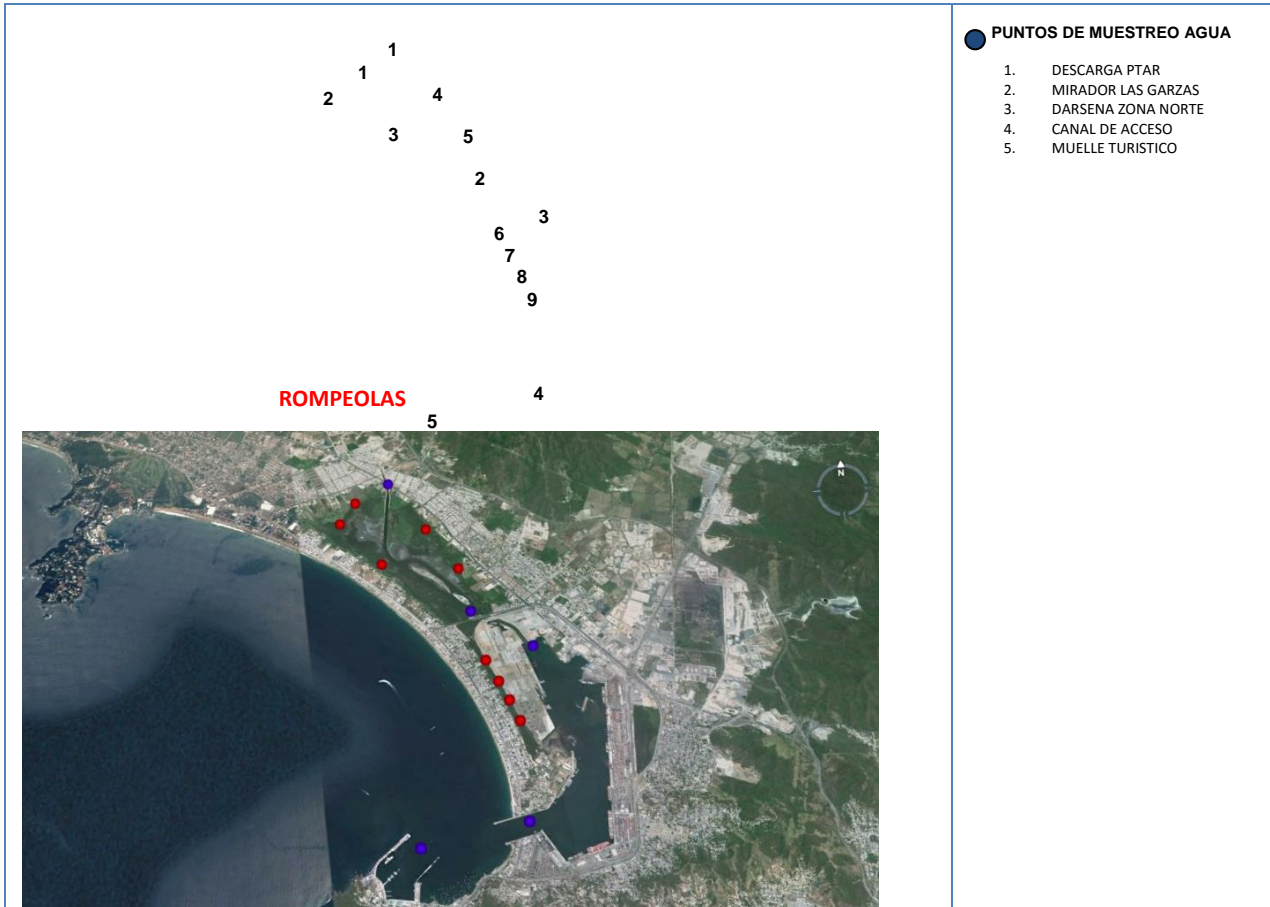 1
1
2
4
3
5
2
3
6
7
8
9
4
ROMPEOLAS
5
N
PUNTOS DE MUESTREO AGUA
1. DESCARGA PTAR
2. MIRADOR LAS GARZAS
3. DARSENA ZONA NORTE
4. CANAL DE ACCESO
5. MUELLE TURISTICO